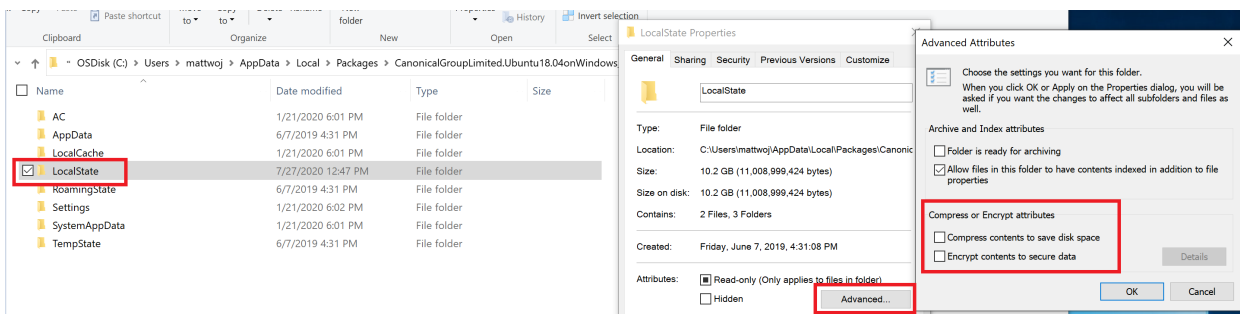 Paste shortcut
to
to
folder
History
Invert selection
Clipboard
Organize
New
Open
Select
OSDisk (C:) > Users > mattwoj > AppData > Local > Packages > CanonicalGroupLimited.Ubuntu18.04onWindows
Name Date modified Type Size
AC 1/21/2020 6:01 PM File folder
AppData 6/7/2019 4:31 PM File folder
LocalCache 1/21/2020 6:01 PM File folder
LocalState 7/27/2020 12:47 PM File folder
RoamingState 6/7/2019 4:31 PM File folder
Settings 1/21/2020 6:02 PM File folder
SystemAppData 1/21/2020 6:01 PM File folder
TempState 6/7/2019 4:31 PM File folder
LocalState Properties
General Sharing Security Previous Versions Customize
LocalState
Type: File folder
Location: C:\Users\mattwoj\AppData\Local\Packages\Canonic
Size: 10.2 GB (11,008,999,424 bytes)
Size on disk: 10.2 GB (11,008,999,424 bytes)
Contains: 2 Files, 3 Folders
Created: Friday, June 7, 2019, 4:31:08 PM
Attributes: Read-only (Only applies to files in folder)
Hidden Advanced...
Advanced Attributes
Choose the settings you want for this folder.
When you click OK or Apply on the Properties dialog, you will be
asked if you want the changes to affect all subfolders and files as
well.
Archive and Index attributes
Folder is ready for archiving
Allow files in this folder to have contents indexed in addition to file
properties
Compress or Encrypt attributes
Compress contents to save disk space
Encrypt contents to secure data
Details
OK Cancel